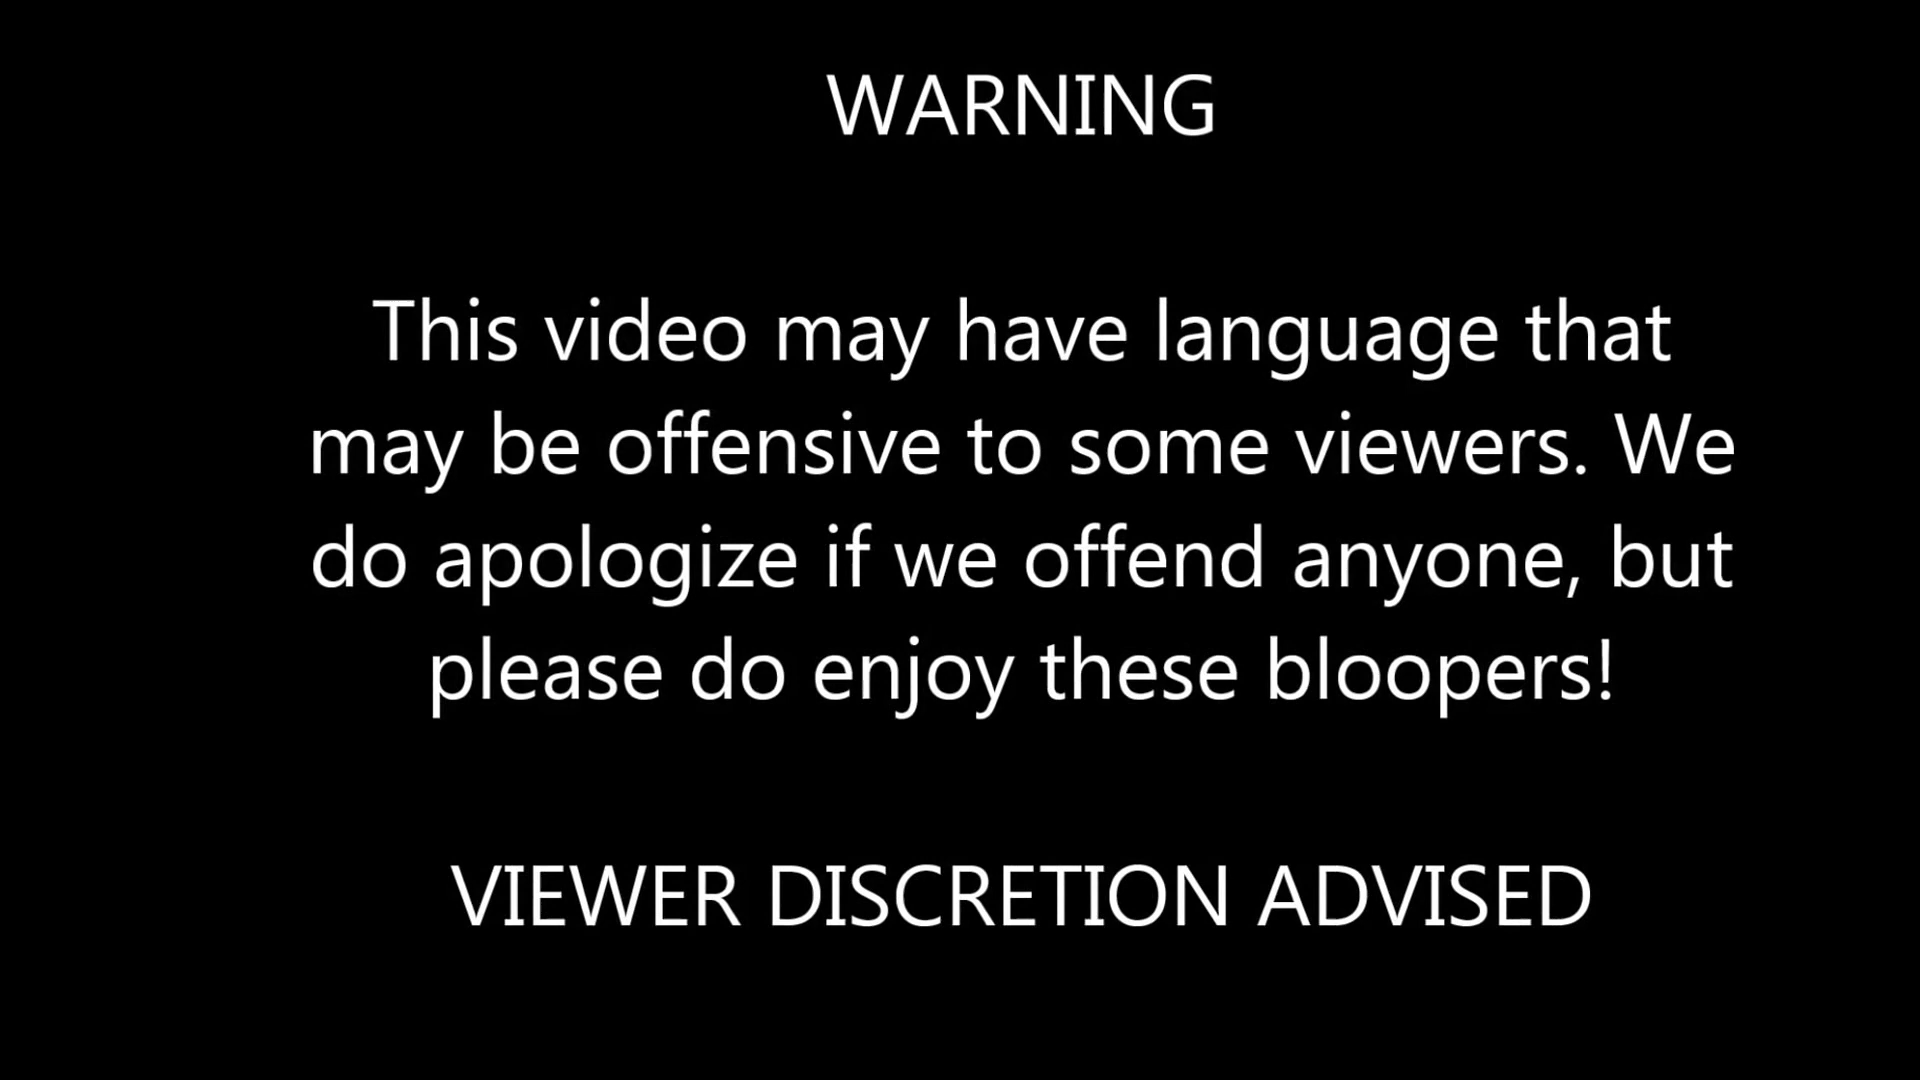 WARNING
This video may have language that
may be offensive to some viewers. We
do apologize if we offend anyone, but
please do enjoy these bloopers!
VIEWER DISCRETION ADVISED